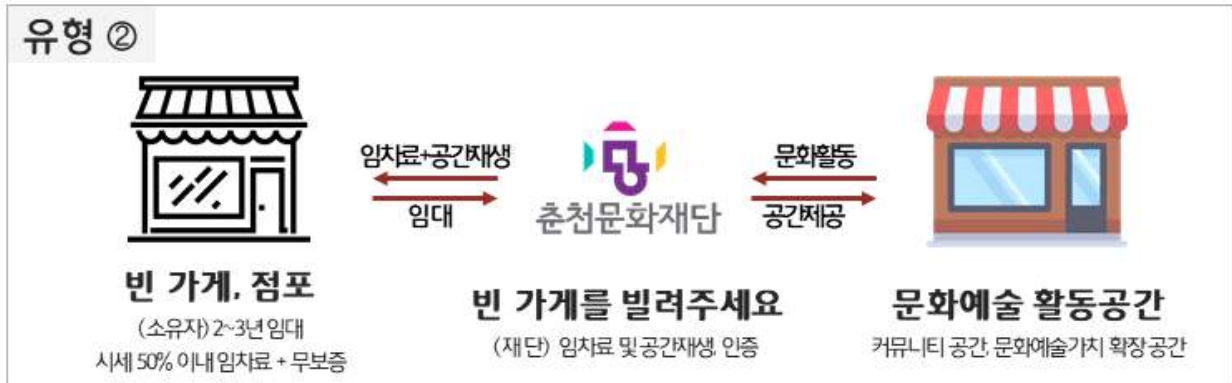 유형 ②
임차료+공간재생
임대
춘천문화재단
문화활동
공간제공
빈 가게, 점포
(소유자) 2~3년 임대
시세 50% 이내 임차료 + 무보증
빈 가게를 빌려주세요
(재단) 임차료 및 공간재생, 인증
문화예술 활동공간
커뮤니티 공간, 문화예술가치 확장 공간